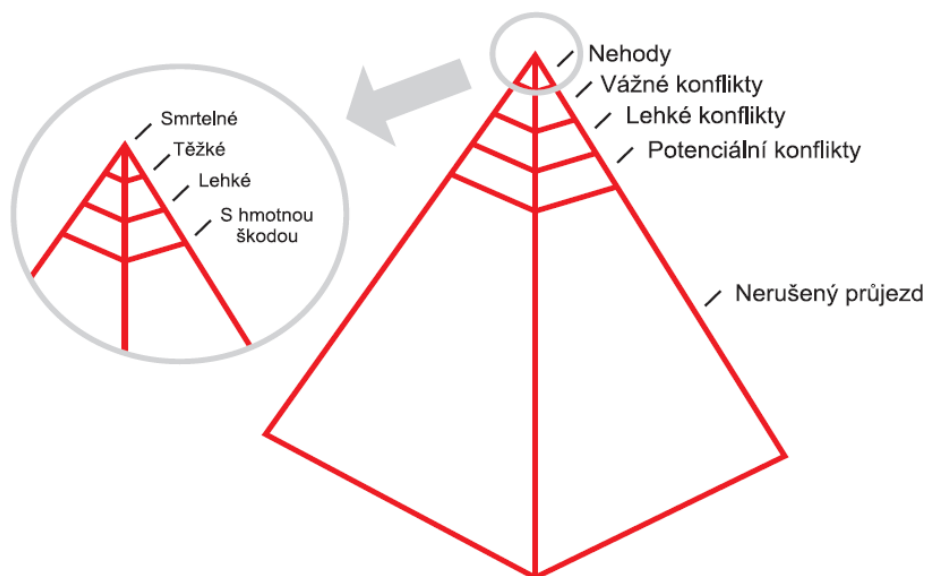 Nehody
Vážné konflikty
Lehké konflikty
Potenciální konflikty
Nerušený průjezd
Smrtelné
Těžké
Lehké
S hmotnou
škodou